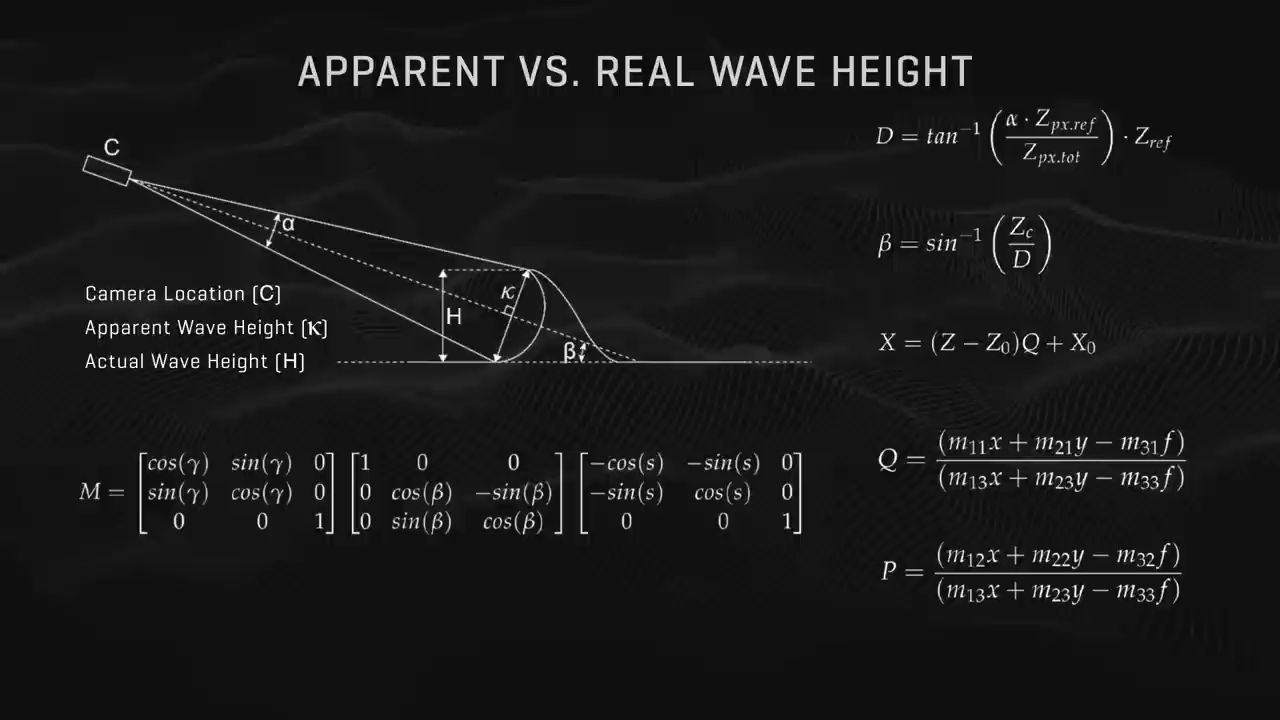 APPARENT VS. REAL WAVE HEIGHT
C
α
K
H
β
Camera Location (C)
Apparent Wave Height (K)
Actual Wave Height (H)
D = tan⁻¹ (α · Z_px.ref / Z_px.tot) · Z_ref
β = sin⁻¹ (Z_c / D)
X = (Z − Z₀)Q + X₀
Q = (m₁₁x + m₂₁y − m₃₁f) / (m₁₃x + m₂₃y − m₃₃f)
P = (m₁₂x + m₂₂y − m₃₂f) / (m₁₃x + m₂₃y − m₃₃f)
M = [cos(γ) sin(γ) 0; sin(γ) cos(γ) 0; 0 0 1] [1 0 0; 0 cos(β) −sin(β); 0 sin(β) cos(β)] [−cos(s) −sin(s) 0; −sin(s) cos(s) 0; 0 0 1]